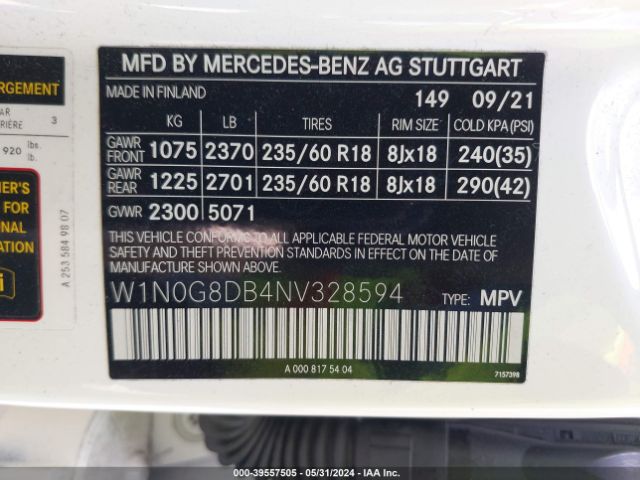 MFD BY MERCEDES-BENZ AG STUTTGART
MADE IN FINLAND 149 09/21
KG LB TIRES RIM SIZE COLD KPA (PSI)
GAWR FRONT 1075 2370 235/60 R18 8Jx18 240(35)
GAWR REAR 1225 2701 235/60 R18 8Jx18 290(42)
GVWR 2300 5071
THIS VEHICLE CONFORMS TO ALL APPLICABLE FEDERAL MOTOR VEHICLE
SAFETY AND THEFT PREVENTION STANDARDS IN EFFECT ON THE DATE OF
MANUFACTURE SHOWN ABOVE.
W1N0G8DB4NV328594 TYPE: MPV
A 000 817 54 04 7157398
ARGEMENT
AR
RIÈRE 3
920 lbs.
lb.
ER'S
FOR
NAL
ATION
A 253 584 98 07
000-39557505 - 05/31/2024 - IAA Inc.